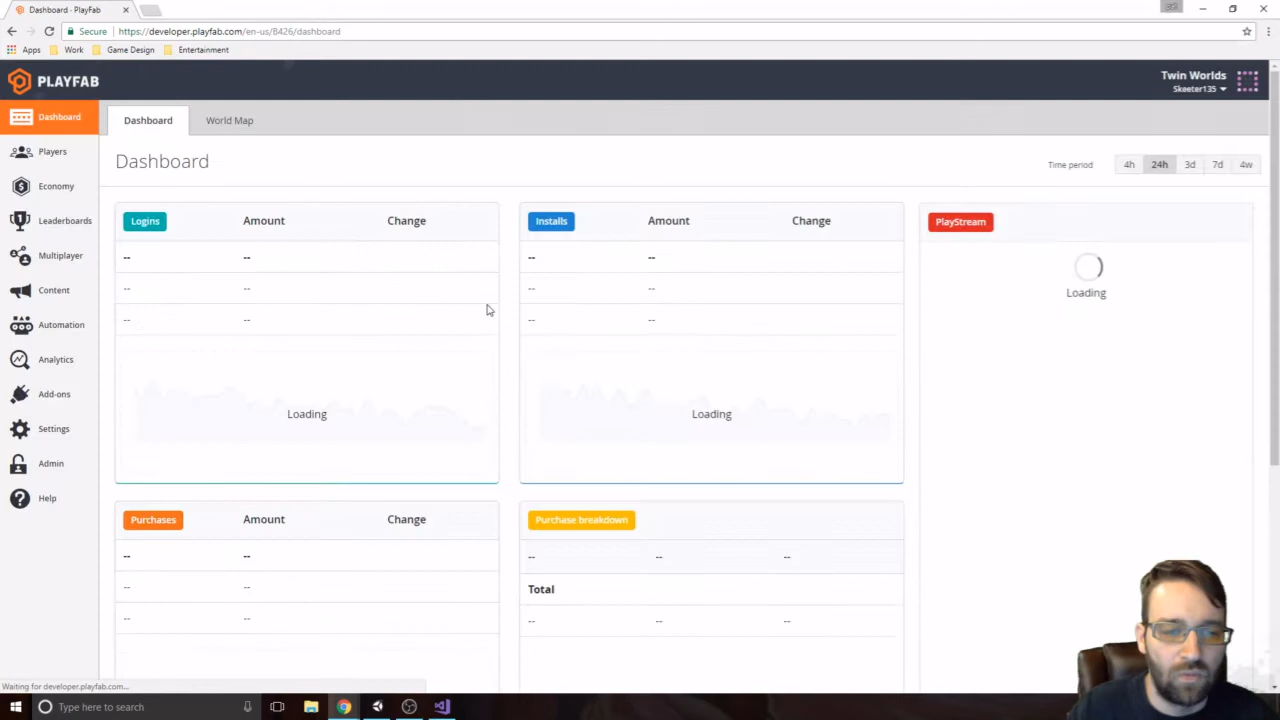 Dashboard - PlayFab
Secure https://developer.playfab.com/en-us/B426/dashboard
Apps Work Game Design Entertainment
PLAYFAB
Twin Worlds
Skeeter135
Dashboard
Players
Economy
Leaderboards
Multiplayer
Content
Automation
Analytics
Add-ons
Settings
Admin
Help
Dashboard World Map
Dashboard
Time period 4h 24h 3d 7d 4w
Logins Amount Change
-- --
-- --
-- --
Loading
Installs Amount Change
-- --
-- --
-- --
Loading
PlayStream
Loading
Purchases Amount Change
-- --
-- --
-- --
Purchase breakdown
-- -- --
Total
-- -- --
Waiting for developer.playfab.com...
Type here to search